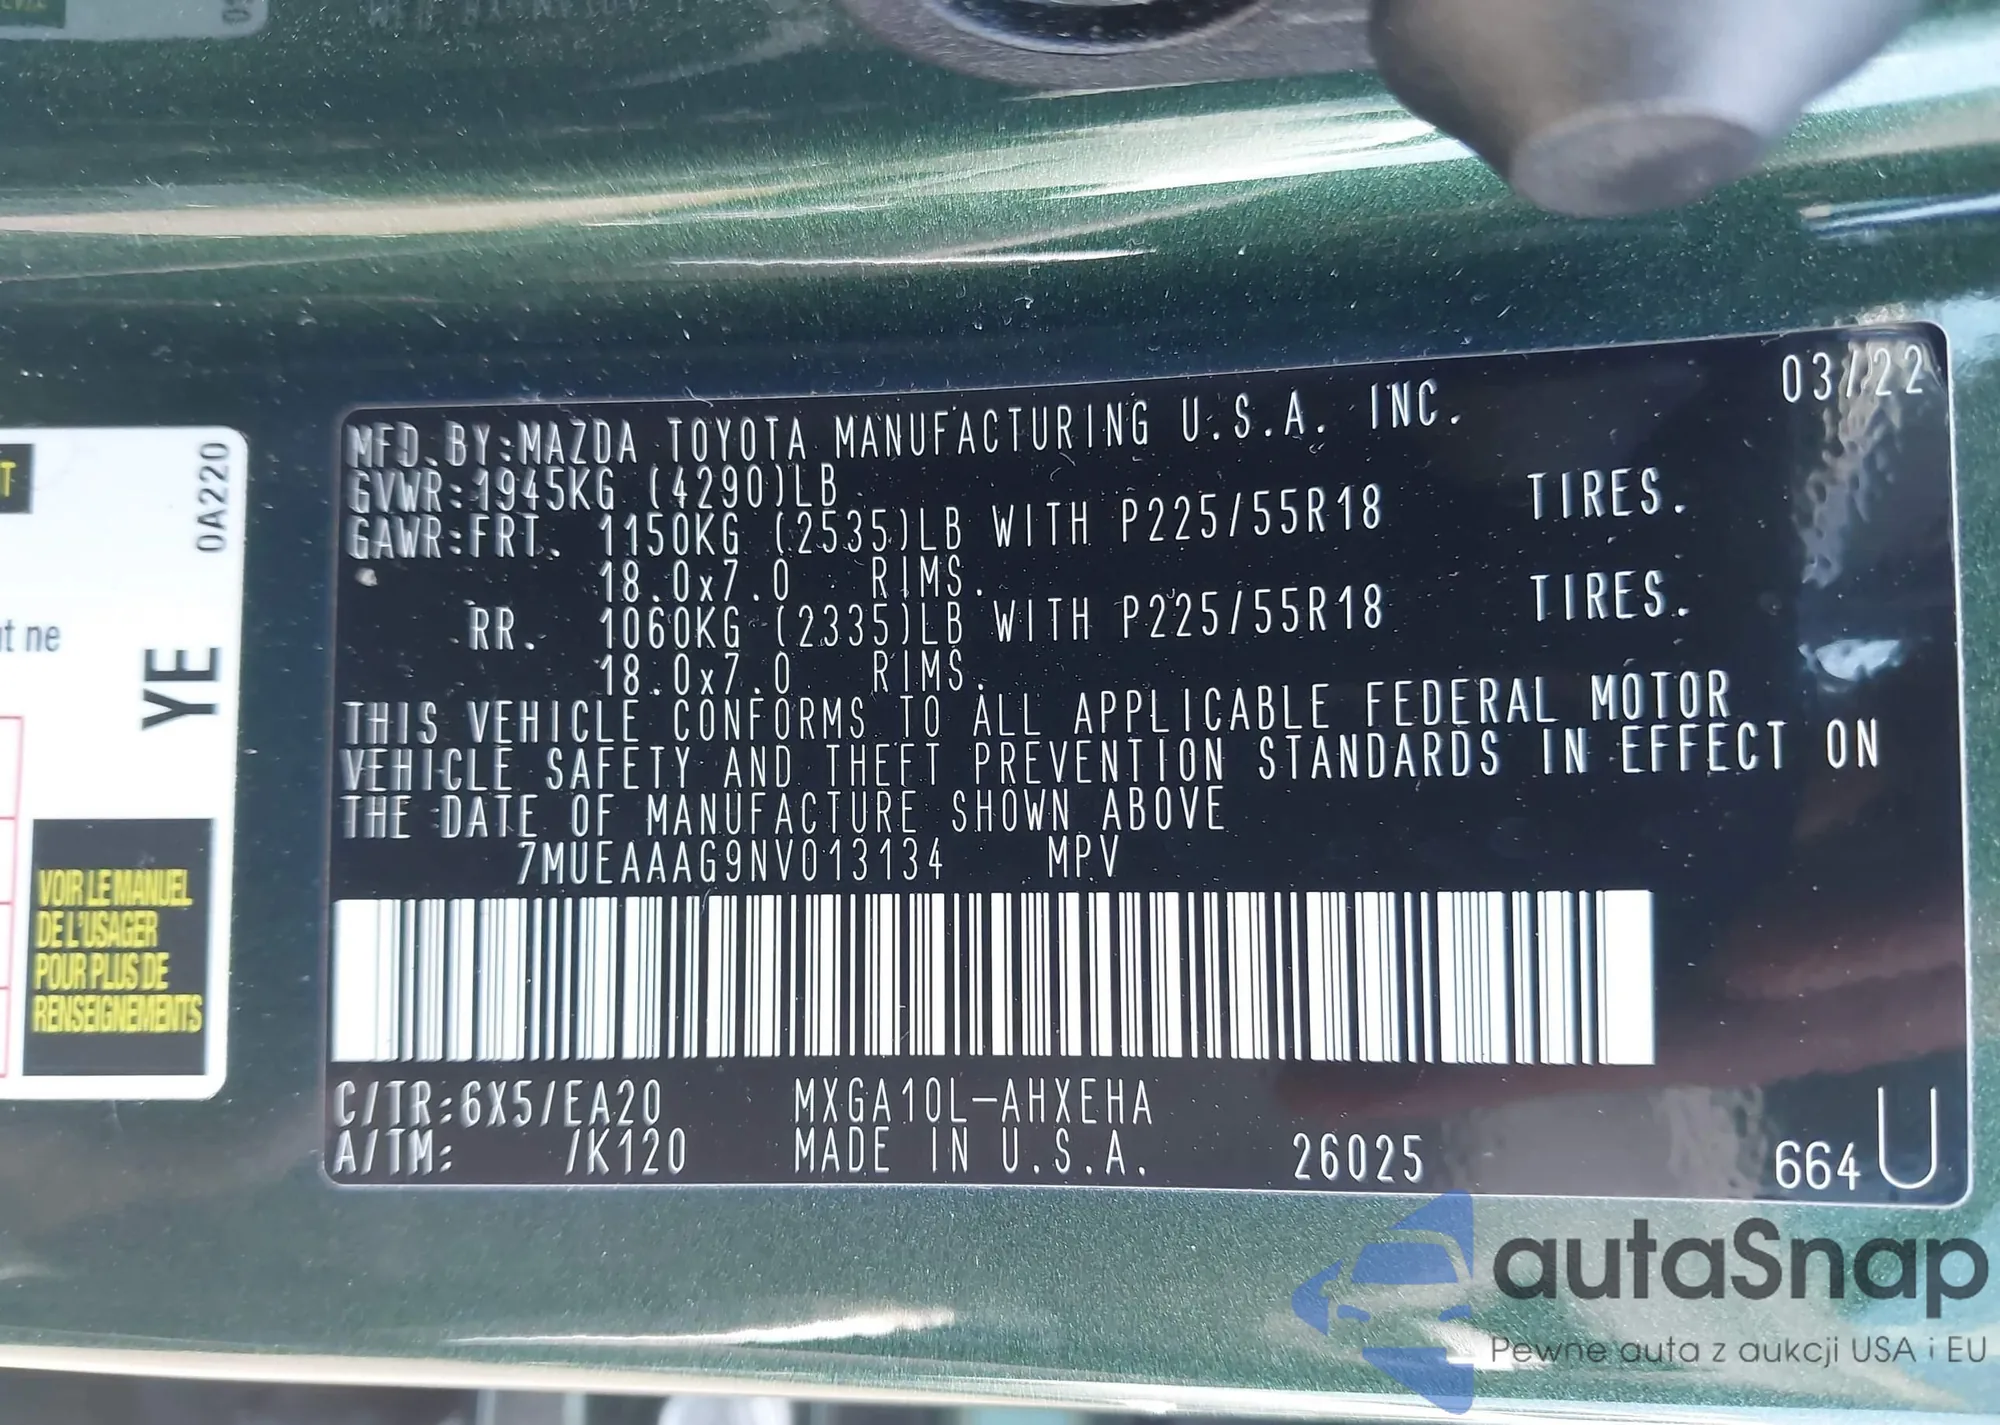 03/22
MFD. BY:MAZDA TOYOTA MANUFACTURING U.S.A. INC.
GVWR:1945KG (4290)LB
GAWR:FRT. 1150KG (2535)LB WITH P225/55R18 TIRES.
18.0x7.0 RIMS.
RR. 1060KG (2335)LB WITH P225/55R18 TIRES.
18.0x7.0 RIMS.
THIS VEHICLE CONFORMS TO ALL APPLICABLE FEDERAL MOTOR
VEHICLE SAFETY AND THEFT PREVENTION STANDARDS IN EFFECT ON
THE DATE OF MANUFACTURE SHOWN ABOVE
7MUEAAAG9NV013134 MPV
C/TR:6X5/EA20 MXGA10L-AHXEHA
A/TM: /K120 MADE IN U.S.A. 26025 664 U
0A220
YE
ne
VOIR LE MANUEL
DE L'USAGER
POUR PLUS DE
RENSEIGNEMENTS
autaSnap
Pewne auta z aukcji USA i EU